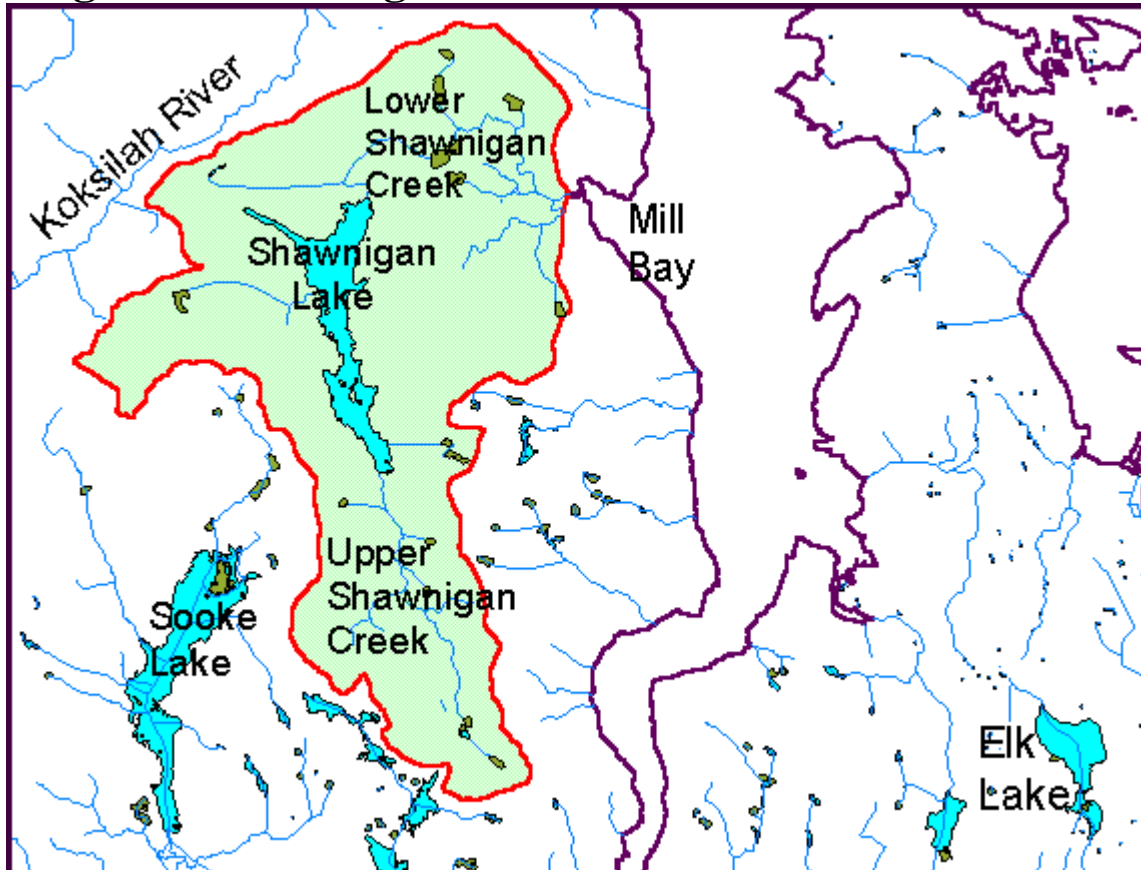 Koksilah River
Lower
Shawnigan
Creek
Shawnigan
Lake
Mill
Bay
Upper
Shawnigan
Creek
Sooke
Lake
Elk
Lake